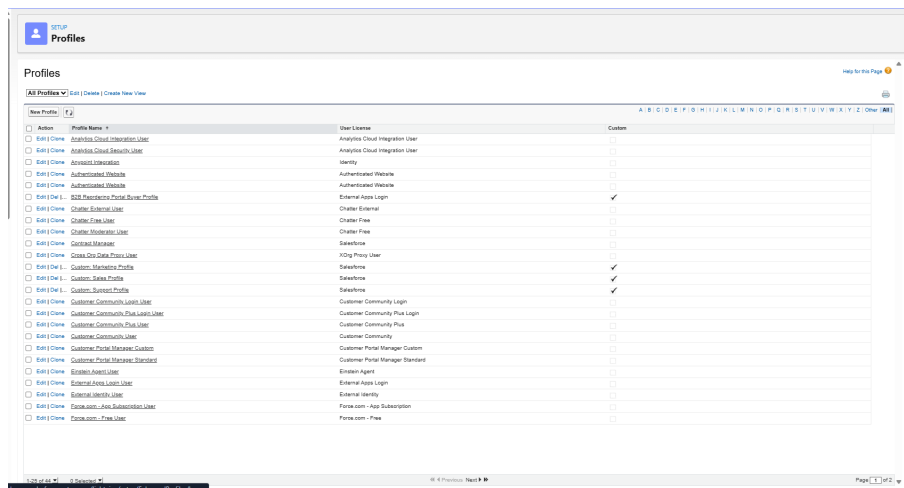 SETUP
Profiles
Profiles
Help for this Page
All Profiles Edit | Delete | Create New View
New Profile
A | B | C | D | E | F | G | H | I | J | K | L | M | N | O | P | Q | R | S | T | U | V | W | X | Y | Z | Other | All
Action Profile Name ↑ User License Custom
Edit | Clone Analytics Cloud Integration User Analytics Cloud Integration User
Edit | Clone Analytics Cloud Security User Analytics Cloud Integration User
Edit | Clone Anypoint Integration Identity
Edit | Clone Authenticated Website Authenticated Website
Edit | Clone Authenticated Website Authenticated Website
Edit | Del |... B2B Reordering Portal Buyer Profile External Apps Login
Edit | Clone Chatter External User Chatter External
Edit | Clone Chatter Free User Chatter Free
Edit | Clone Chatter Moderator User Chatter Free
Edit | Clone Contract Manager Salesforce
Edit | Clone Cross Org Data Proxy User XOrg Proxy User
Edit | Del |... Custom: Marketing Profile Salesforce
Edit | Del |... Custom: Sales Profile Salesforce
Edit | Del |... Custom: Support Profile Salesforce
Edit | Clone Customer Community Login User Customer Community Login
Edit | Clone Customer Community Plus Login User Customer Community Plus Login
Edit | Clone Customer Community Plus User Customer Community Plus
Edit | Clone Customer Community User Customer Community
Edit | Clone Customer Portal Manager Custom Customer Portal Manager Custom
Edit | Clone Customer Portal Manager Standard Customer Portal Manager Standard
Edit | Clone Einstein Agent User Einstein Agent
Edit | Clone External Apps Login User External Apps Login
Edit | Clone External Identity User External Identity
Edit | Clone Force.com - App Subscription User Force.com - App Subscription
Edit | Clone Force.com - Free User Force.com - Free
1-25 of 44 0 Selected Previous Next Page 1 of 2